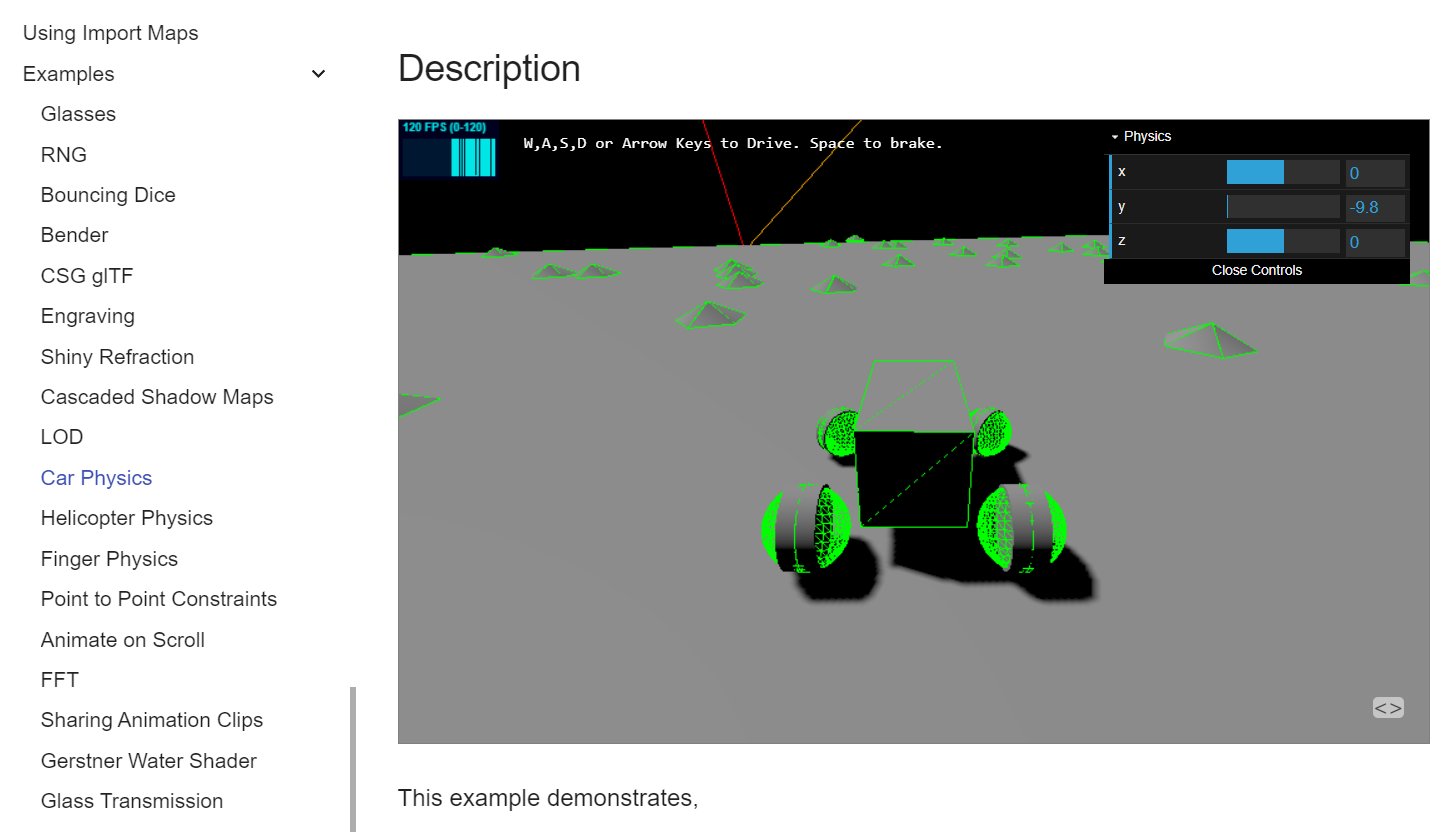 Using Import Maps
Examples
Glasses
RNG
Bouncing Dice
Bender
CSG glTF
Engraving
Shiny Refraction
Cascaded Shadow Maps
LOD
Car Physics
Helicopter Physics
Finger Physics
Point to Point Constraints
Animate on Scroll
FFT
Sharing Animation Clips
Gerstner Water Shader
Glass Transmission
Description
120 FPS (0-120)
W,A,S,D or Arrow Keys to Drive. Space to brake.
Physics
x 0
y -9.8
z 0
Close Controls
<>
This example demonstrates,